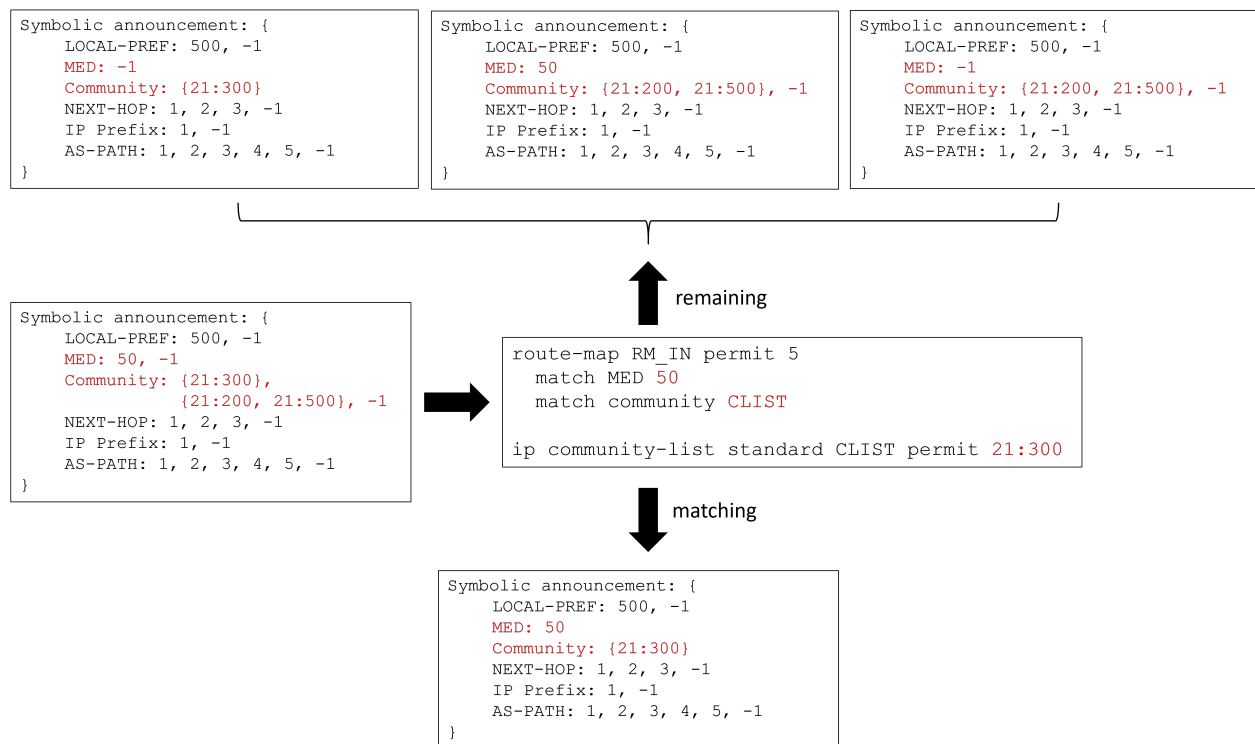 Symbolic announcement: {
LOCAL-PREF: 500, -1
MED: -1
Community: {21:300}
NEXT-HOP: 1, 2, 3, -1
IP Prefix: 1, -1
AS-PATH: 1, 2, 3, 4, 5, -1
}
Symbolic announcement: {
LOCAL-PREF: 500, -1
MED: 50
Community: {21:200, 21:500}, -1
NEXT-HOP: 1, 2, 3, -1
IP Prefix: 1, -1
AS-PATH: 1, 2, 3, 4, 5, -1
}
Symbolic announcement: {
LOCAL-PREF: 500, -1
MED: -1
Community: {21:200, 21:500}, -1
NEXT-HOP: 1, 2, 3, -1
IP Prefix: 1, -1
AS-PATH: 1, 2, 3, 4, 5, -1
}
remaining
Symbolic announcement: {
LOCAL-PREF: 500, -1
MED: 50, -1
Community: {21:300},
{21:200, 21:500}, -1
NEXT-HOP: 1, 2, 3, -1
IP Prefix: 1, -1
AS-PATH: 1, 2, 3, 4, 5, -1
}
route-map RM_IN permit 5
match MED 50
match community CLIST
ip community-list standard CLIST permit 21:300
matching
Symbolic announcement: {
LOCAL-PREF: 500, -1
MED: 50
Community: {21:300}
NEXT-HOP: 1, 2, 3, -1
IP Prefix: 1, -1
AS-PATH: 1, 2, 3, 4, 5, -1
}